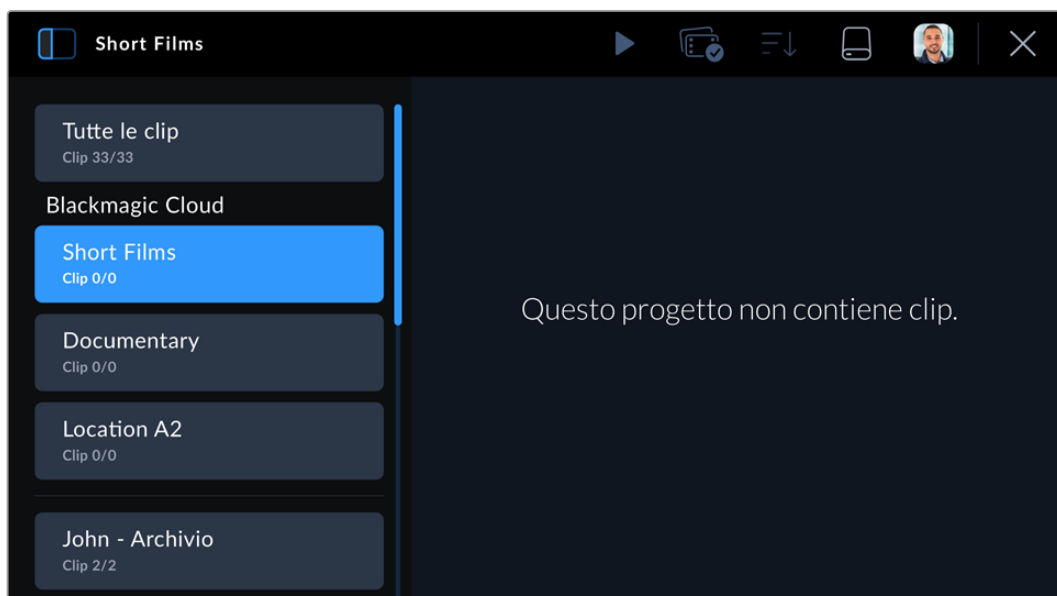 Short Films
Tutte le clip
Clip 33/33
Blackmagic Cloud
Short Films
Clip 0/0
Documentary
Clip 0/0
Location A2
Clip 0/0
John - Archivio
Clip 2/2
Questo progetto non contiene clip.